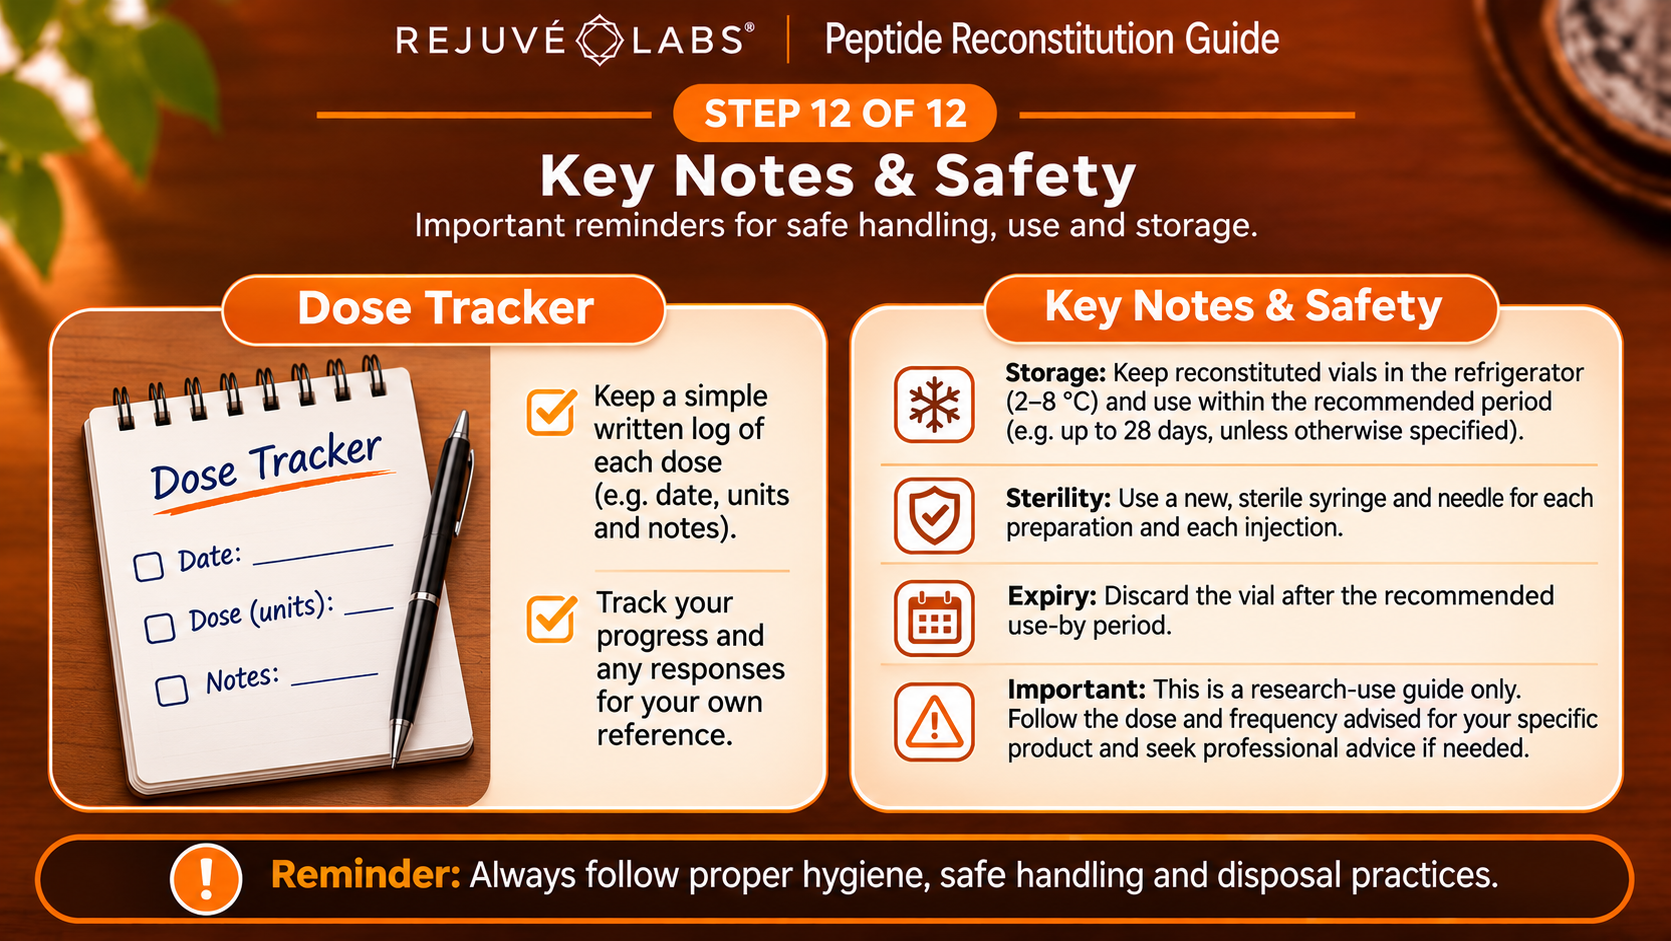 REJUVÉ LABS®
Peptide Reconstitution Guide
STEP 12 OF 12
Key Notes & Safety
Important reminders for safe handling, use and storage.
Dose Tracker
Dose Tracker
Date:
Dose (units):
Notes:
Keep a simple
written log of
each dose
(e.g. date, units
and notes).
Track your
progress and
any responses
for your own
reference.
Key Notes & Safety
Storage: Keep reconstituted vials in the refrigerator
(2–8 °C) and use within the recommended period
(e.g. up to 28 days, unless otherwise specified).
Sterility: Use a new, sterile syringe and needle for each
preparation and each injection.
Expiry: Discard the vial after the recommended
use-by period.
Important: This is a research-use guide only.
Follow the dose and frequency advised for your specific
product and seek professional advice if needed.
Reminder: Always follow proper hygiene, safe handling and disposal practices.